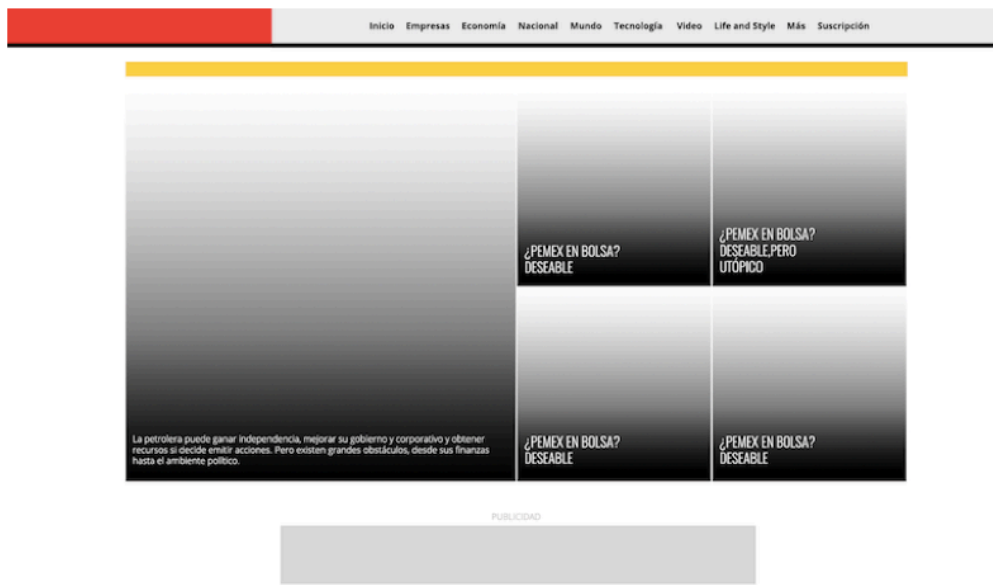 Inicio Empresas Economía Nacional Mundo Tecnología Video Life and Style Más Suscripción
La petrolera puede ganar independencia, mejorar su gobierno y corporativo y obtener
recursos si decide emitir acciones. Pero existen grandes obstáculos, desde sus finanzas
hasta el ambiente político.
¿PEMEX EN BOLSA?
DESEABLE
¿PEMEX EN BOLSA?
DESEABLE,PERO
UTÓPICO
¿PEMEX EN BOLSA?
DESEABLE
¿PEMEX EN BOLSA?
DESEABLE
PUBLICIDAD